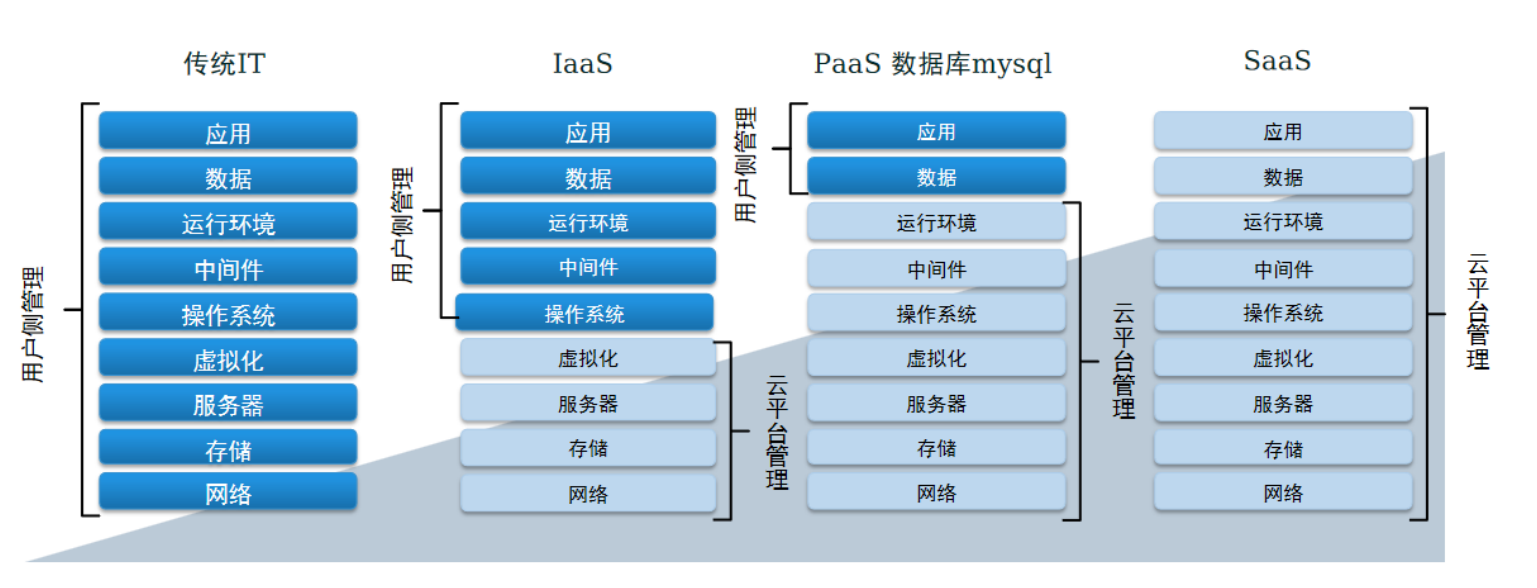 传统IT
用户侧管理
应用
数据
运行环境
中间件
操作系统
虚拟化
服务器
存储
网络
IaaS
用户侧管理
应用
数据
运行环境
中间件
操作系统
虚拟化
服务器
存储
网络
云平台管理
PaaS 数据库mysql
用户侧管理
应用
数据
运行环境
中间件
操作系统
虚拟化
服务器
存储
网络
云平台管理
SaaS
应用
数据
运行环境
中间件
操作系统
虚拟化
服务器
存储
网络
云平台管理